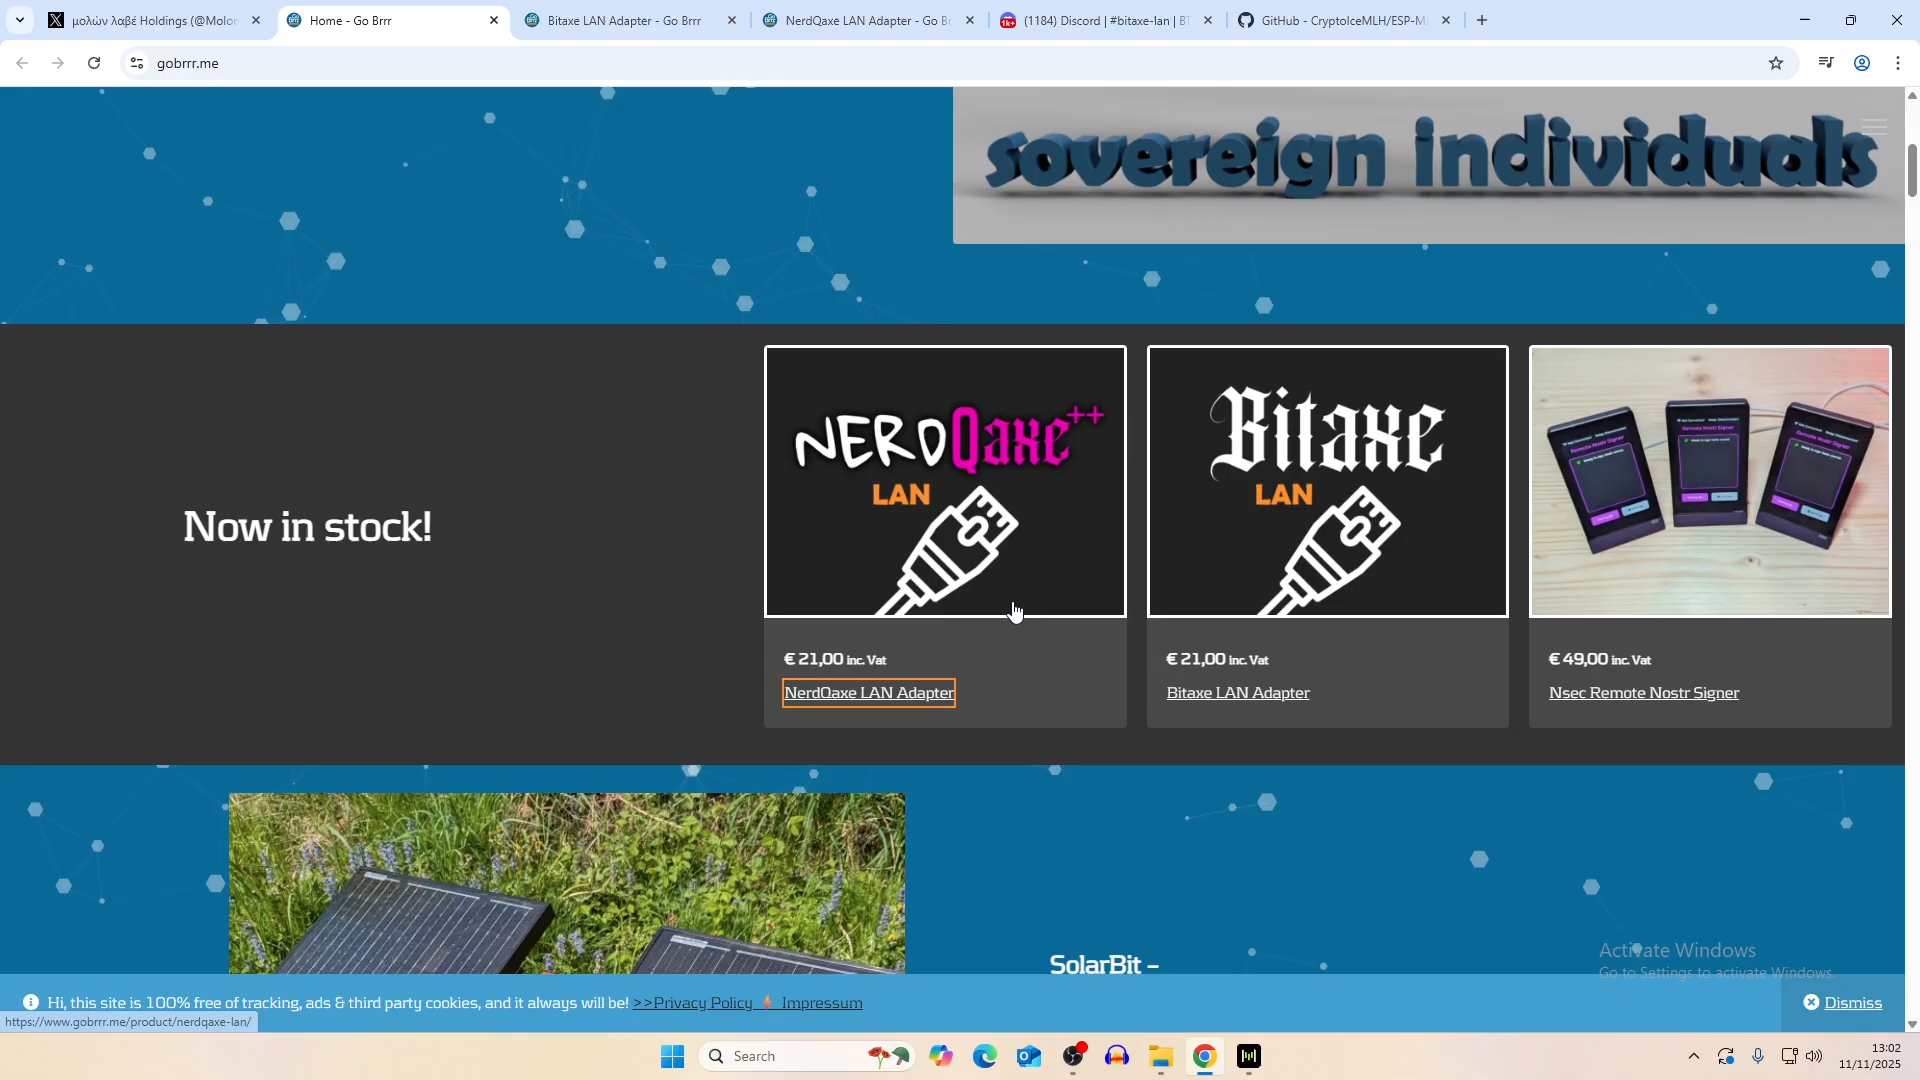 μολὼν λαβέ Holdings (@Molon
Home - Go Brrr
Bitaxe LAN Adapter - Go Brrr
NerdQaxe LAN Adapter - Go Br
(1184) Discord | #bitaxe-lan | BT
GitHub - CryptoIceMLH/ESP-Mi
gobrrr.me
sovereign individuals
Now in stock!
NERDQaxe++
LAN
Bitaxe
LAN
€ 21,00 inc. Vat
NerdQaxe LAN Adapter
€ 21,00 inc. Vat
Bitaxe LAN Adapter
€ 49,00 inc. Vat
Nsec Remote Nostr Signer
SolarBit –
Activate Windows
Go to Settings to activate Windows.
Hi, this site is 100% free of tracking, ads & third party cookies, and it always will be! >>Privacy Policy Impressum
Dismiss
https://www.gobrrr.me/product/nerdqaxe-lan/
Search
13:02
11/11/2025